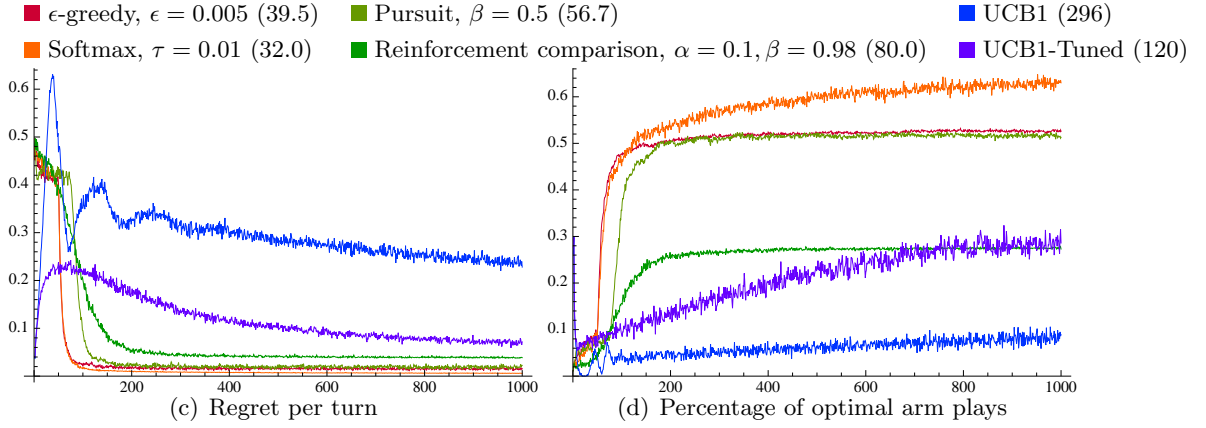 ϵ-greedy, ϵ = 0.005 (39.5) Pursuit, β = 0.5 (56.7) UCB1 (296)
Softmax, τ = 0.01 (32.0) Reinforcement comparison, α = 0.1, β = 0.98 (80.0) UCB1-Tuned (120)
0.6 0.6
0.5 0.5
0.4 0.4
0.3 0.3
0.2 0.2
0.1 0.1
200 400 600 800 1000 200 400 600 800 1000
(c) Regret per turn (d) Percentage of optimal arm plays